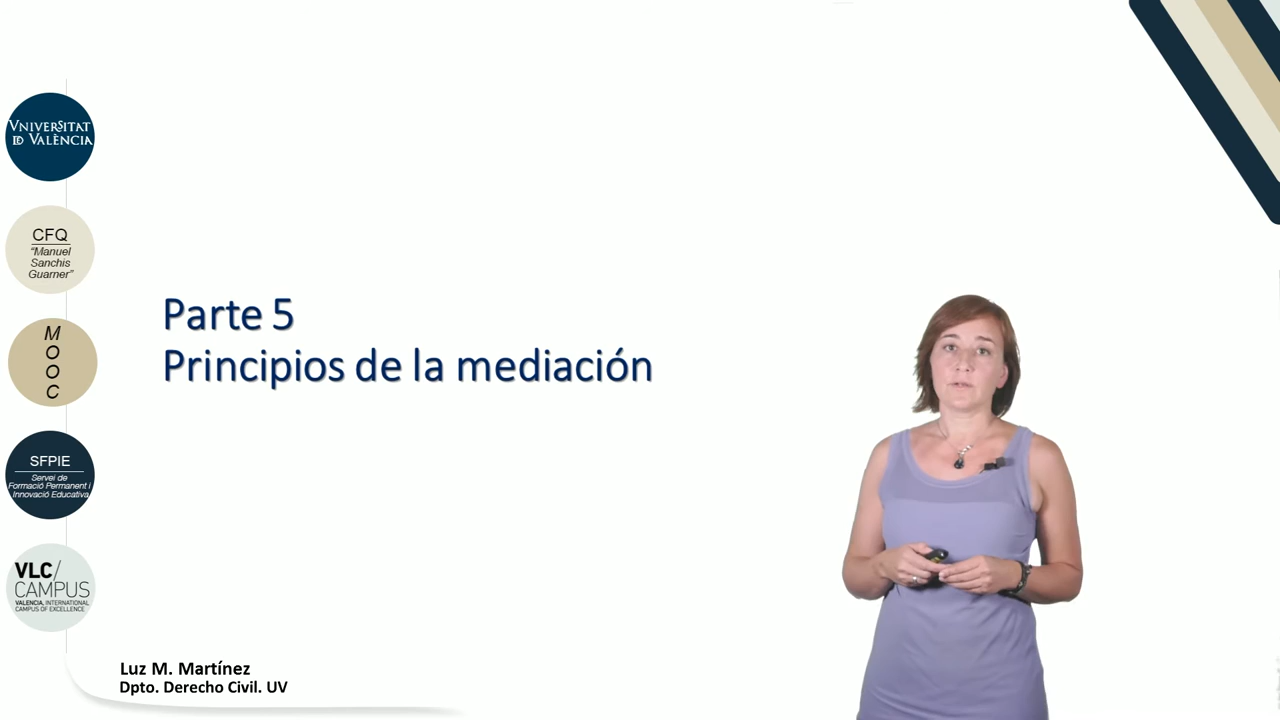 VNIVERSITAT
DE VALÈNCIA
CFQ
"Manuel
Sanchis
Guarner"
M
O
O
C
SFPIE
Servei de
Formació Permanent i
Innovació Educativa
VLC/
CAMPUS
VALENCIA, INTERNATIONAL
CAMPUS OF EXCELLENCE
Parte 5
Principios de la mediación
Luz M. Martínez
Dpto. Derecho Civil. UV